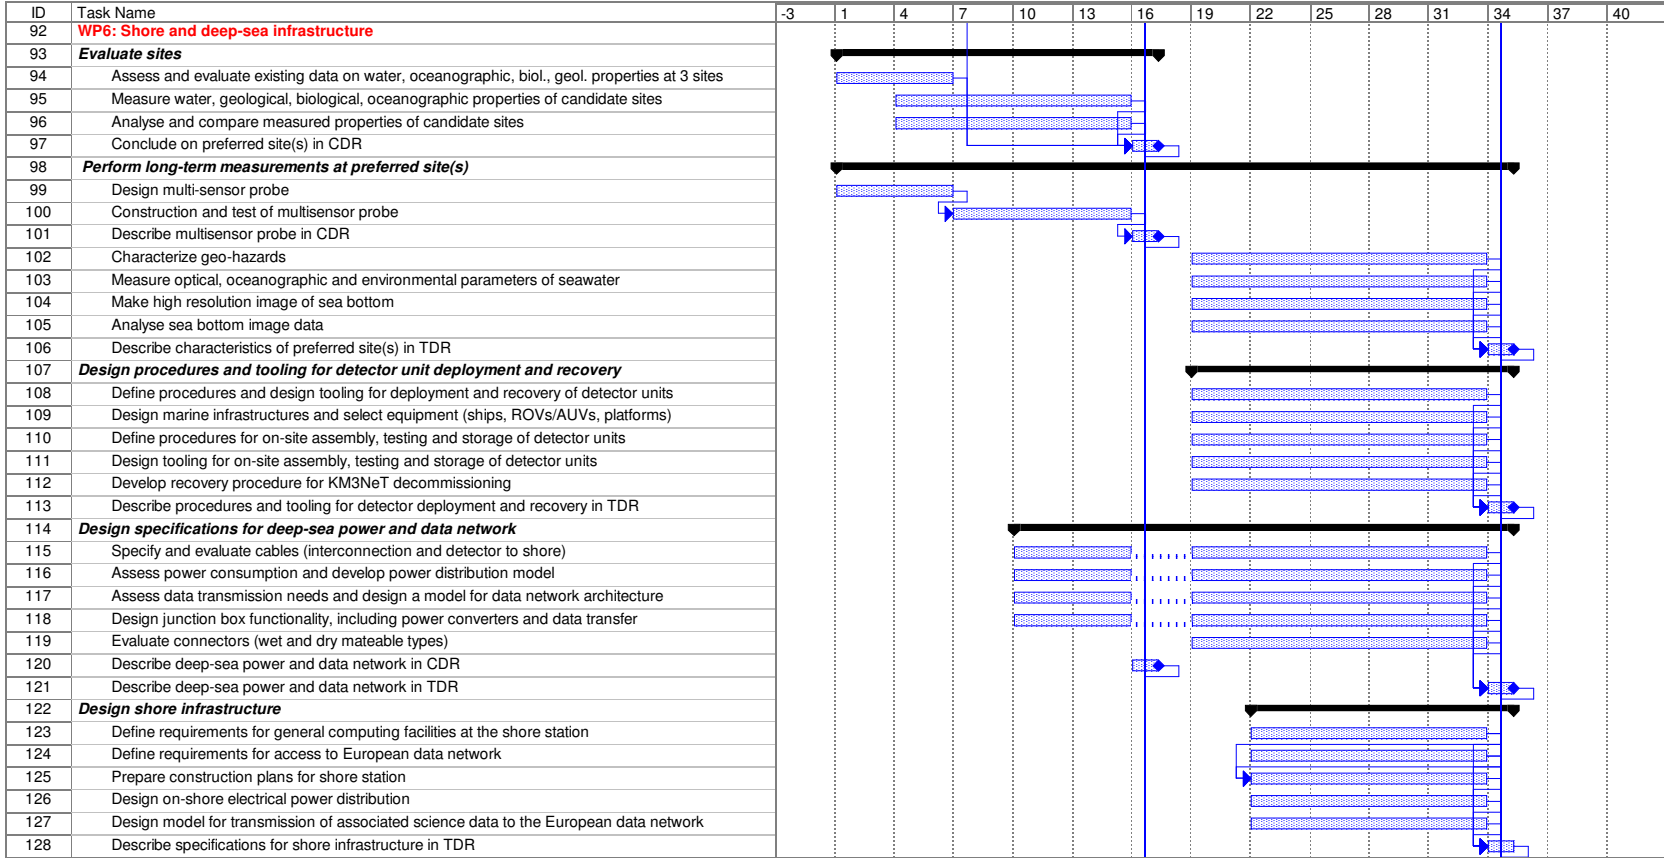 ID Task Name -3 1 4 7 10 13 16 19 22 25 28 31 34 37 40
92 WP6: Shore and deep-sea infrastructure
93 Evaluate sites
94 Assess and evaluate existing data on water, oceanographic, biol., geol. properties at 3 sites
95 Measure water, geological, biological, oceanographic properties of candidate sites
96 Analyse and compare measured properties of candidate sites
97 Conclude on preferred site(s) in CDR
98 Perform long-term measurements at preferred site(s)
99 Design multi-sensor probe
100 Construction and test of multisensor probe
101 Describe multisensor probe in CDR
102 Characterize geo-hazards
103 Measure optical, oceanographic and environmental parameters of seawater
104 Make high resolution image of sea bottom
105 Analyse sea bottom image data
106 Describe characteristics of preferred site(s) in TDR
107 Design procedures and tooling for detector unit deployment and recovery
108 Define procedures and design tooling for deployment and recovery of detector units
109 Design marine infrastructures and select equipment (ships, ROVs/AUVs, platforms)
110 Define procedures for on-site assembly, testing and storage of detector units
111 Design tooling for on-site assembly, testing and storage of detector units
112 Develop recovery procedure for KM3NeT decommissioning
113 Describe procedures and tooling for detector deployment and recovery in TDR
114 Design specifications for deep-sea power and data network
115 Specify and evaluate cables (interconnection and detector to shore)
116 Assess power consumption and develop power distribution model
117 Assess data transmission needs and design a model for data network architecture
118 Design junction box functionality, including power converters and data transfer
119 Evaluate connectors (wet and dry mateable types)
120 Describe deep-sea power and data network in CDR
121 Describe deep-sea power and data network in TDR
122 Design shore infrastructure
123 Define requirements for general computing facilities at the shore station
124 Define requirements for access to European data network
125 Prepare construction plans for shore station
126 Design on-shore electrical power distribution
127 Design model for transmission of associated science data to the European data network
128 Describe specifications for shore infrastructure in TDR